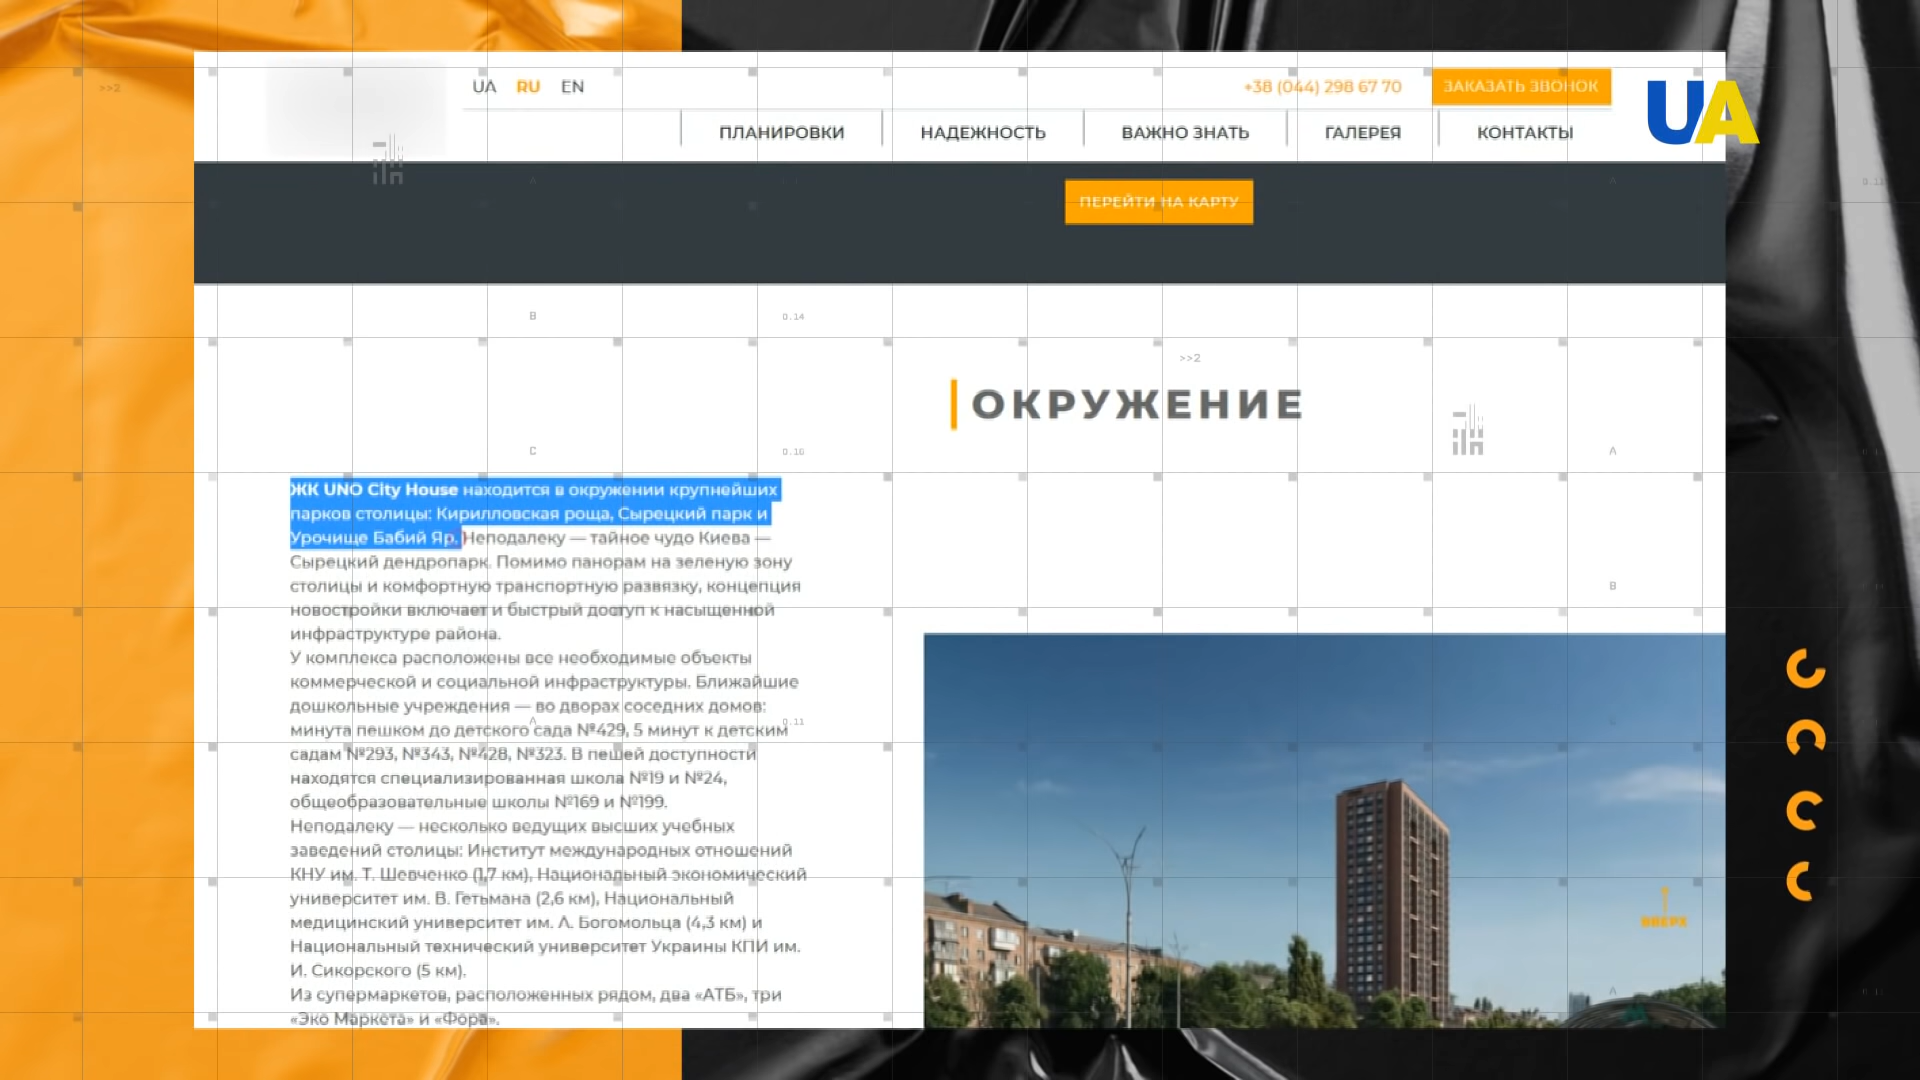 UA RU EN
+38 (044) 298 67 70
ЗАКАЗАТЬ ЗВОНОК
UA
ПЛАНИРОВКИ
НАДЕЖНОСТЬ
ВАЖНО ЗНАТЬ
ГАЛЕРЕЯ
КОНТАКТЫ
>>2
ПЕРЕЙТИ НА КАРТУ
B
0.14
>>2
ОКРУЖЕНИЕ
C
0.16
A
ЖК UNO City House находится в окружении крупнейших
парков столицы: Кирилловская роща, Сырецкий парк и
Урочище Бабий Яр. Неподалеку — тайное чудо Киева —
Сырецкий дендропарк. Помимо панорам на зеленую зону
столицы и комфортную транспортную развязку, концепция
новостройки включает и быстрый доступ к насыщенной
инфраструктуре района.
У комплекса расположены все необходимые объекты
коммерческой и социальной инфраструктуры. Ближайшие
дошкольные учреждения — во дворах соседних домов:
минута пешком до детского сада №429, 5 минут к детским
садам №293, №343, №428, №323. В пешей доступности
находятся специализированная школа №19 и №24,
общеобразовательные школы №169 и №199.
Неподалеку — несколько ведущих высших учебных
заведений столицы: Институт международных отношений
КНУ им. Т. Шевченко (1,7 км), Национальный экономический
университет им. В. Гетьмана (2,6 км), Национальный
медицинский университет им. А. Богомольца (4,3 км) и
Национальный технический университет Украины КПИ им.
И. Сикорского (5 км).
Из супермаркетов, расположенных рядом, два «АТБ», три
«Эко Маркета» и «Фора».
B
A
0.11
ВВЕРХ
A